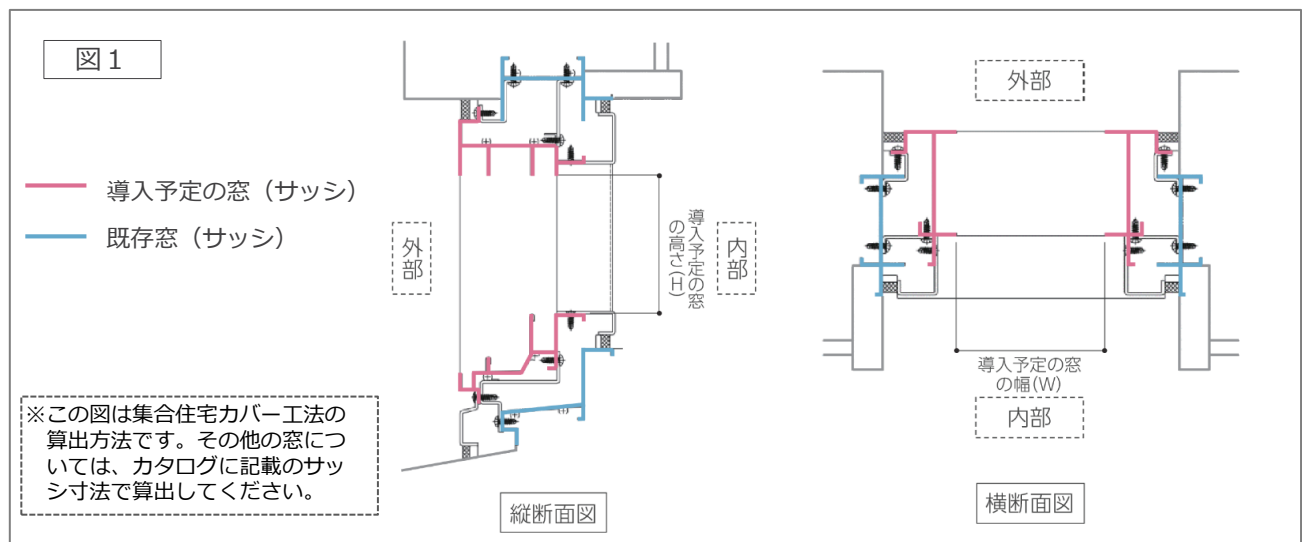 図1
導入予定の窓（サッシ）
既存窓（サッシ）
※この図は集合住宅カバー工法の
算出方法です。その他の窓につ
いては、カタログに記載のサッ
シ寸法で算出してください。
外部
導入予定の窓
の高さ(H)
内部
縦断面図
外部
導入予定の窓
の幅(W)
内部
横断面図